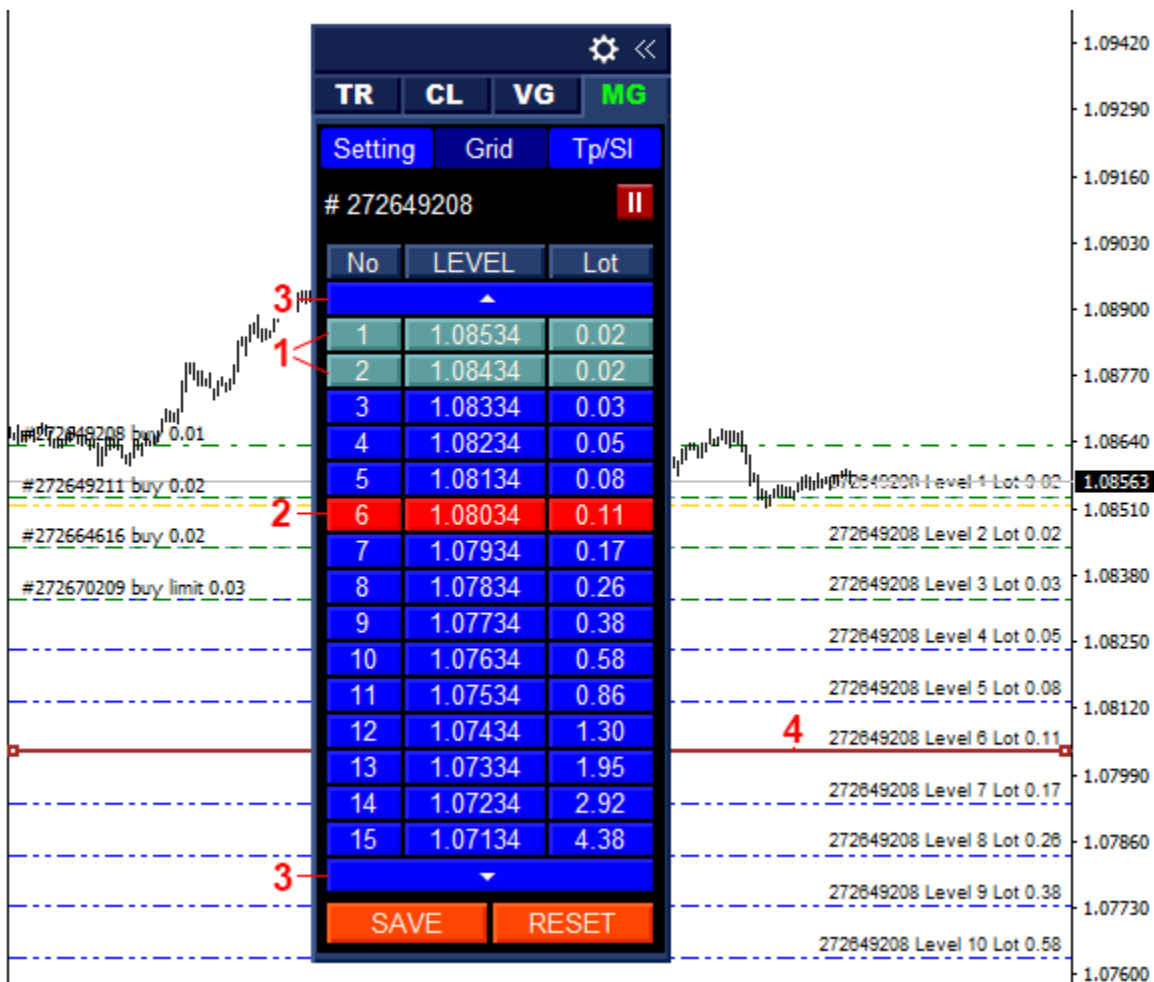 TR CL VG MG
Setting Grid Tp/Sl
# 272649208
No LEVEL Lot
3
1 1.08534 0.02
1
2 1.08434 0.02
3 1.08334 0.03
4 1.08234 0.05
5 1.08134 0.08
2
6 1.08034 0.11
7 1.07934 0.17
8 1.07834 0.26
9 1.07734 0.38
10 1.07634 0.58
11 1.07534 0.86
12 1.07434 1.30
13 1.07334 1.95
14 1.07234 2.92
15 1.07134 4.38
3
SAVE RESET
#272649208 buy 0.01
#272649211 buy 0.02
#272664616 buy 0.02
#272670209 buy limit 0.03
272649208 Level 1 Lot 0.02
272649208 Level 2 Lot 0.02
272649208 Level 3 Lot 0.03
272649208 Level 4 Lot 0.05
272649208 Level 5 Lot 0.08
4
272649208 Level 6 Lot 0.11
272649208 Level 7 Lot 0.17
272649208 Level 8 Lot 0.26
272649208 Level 9 Lot 0.38
272649208 Level 10 Lot 0.58
1.09420
1.09290
1.09160
1.09030
1.08900
1.08770
1.08640
1.08563
1.08510
1.08380
1.08250
1.08120
1.07990
1.07860
1.07730
1.07600